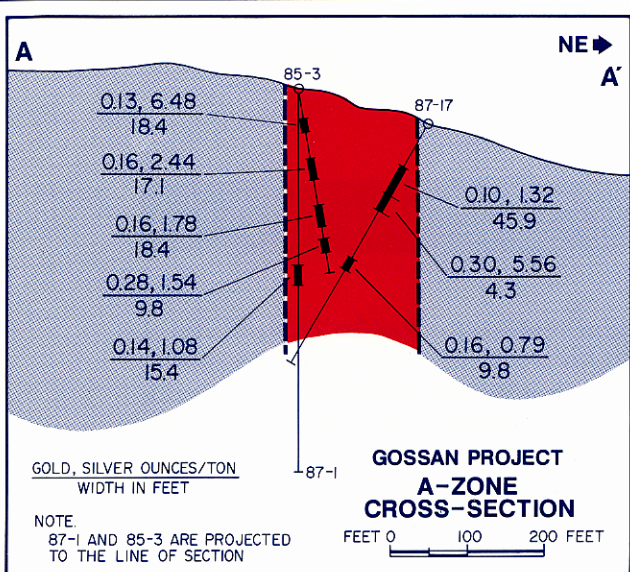 A
NE
A'
85-3
87-17
0.13, 6.48
18.4
0.16, 2.44
17.1
0.16, 1.78
18.4
0.28, 1.54
9.8
0.14, 1.08
15.4
0.10, 1.32
45.9
0.30, 5.56
4.3
0.16, 0.79
9.8
87-1
GOLD, SILVER OUNCES/TON
WIDTH IN FEET
NOTE.
87-1 AND 85-3 ARE PROJECTED
TO THE LINE OF SECTION
GOSSAN PROJECT
A-ZONE
CROSS-SECTION
FEET 0 100 200 FEET